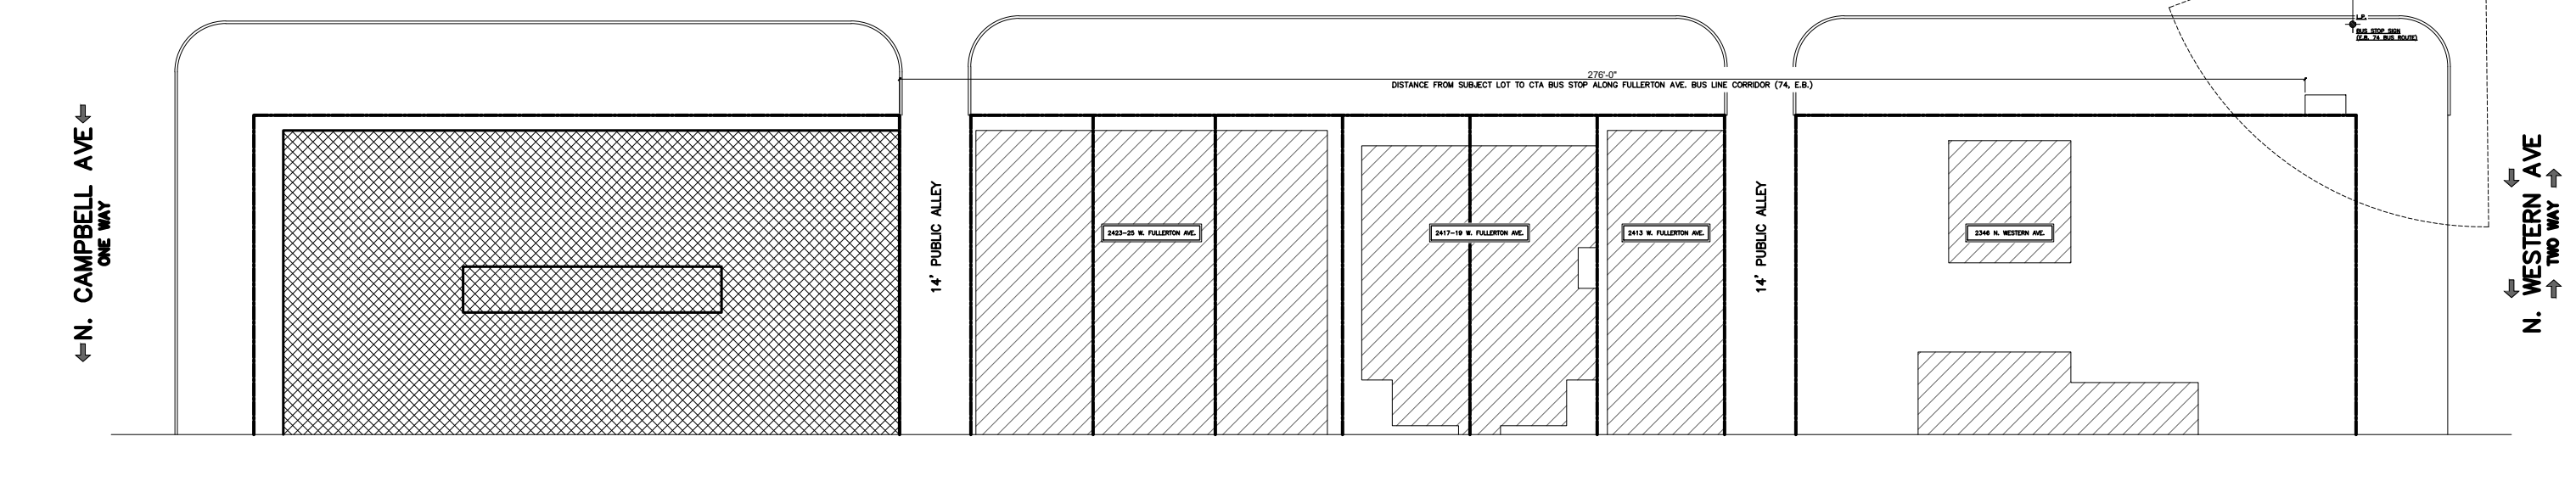 L.P.
BUS STOP SIGN
(E.B. 74 BUS ROUTE)
276'-0"
DISTANCE FROM SUBJECT LOT TO CTA BUS STOP ALONG FULLERTON AVE. BUS LINE CORRIDOR (74, E.B.)
N. CAMPBELL AVE
ONE WAY
14' PUBLIC ALLEY
2423-25 W. FULLERTON AVE.
2417-19 W. FULLERTON AVE.
2413 W. FULLERTON AVE.
14' PUBLIC ALLEY
2346 N. WESTERN AVE.
N. WESTERN AVE
TWO WAY